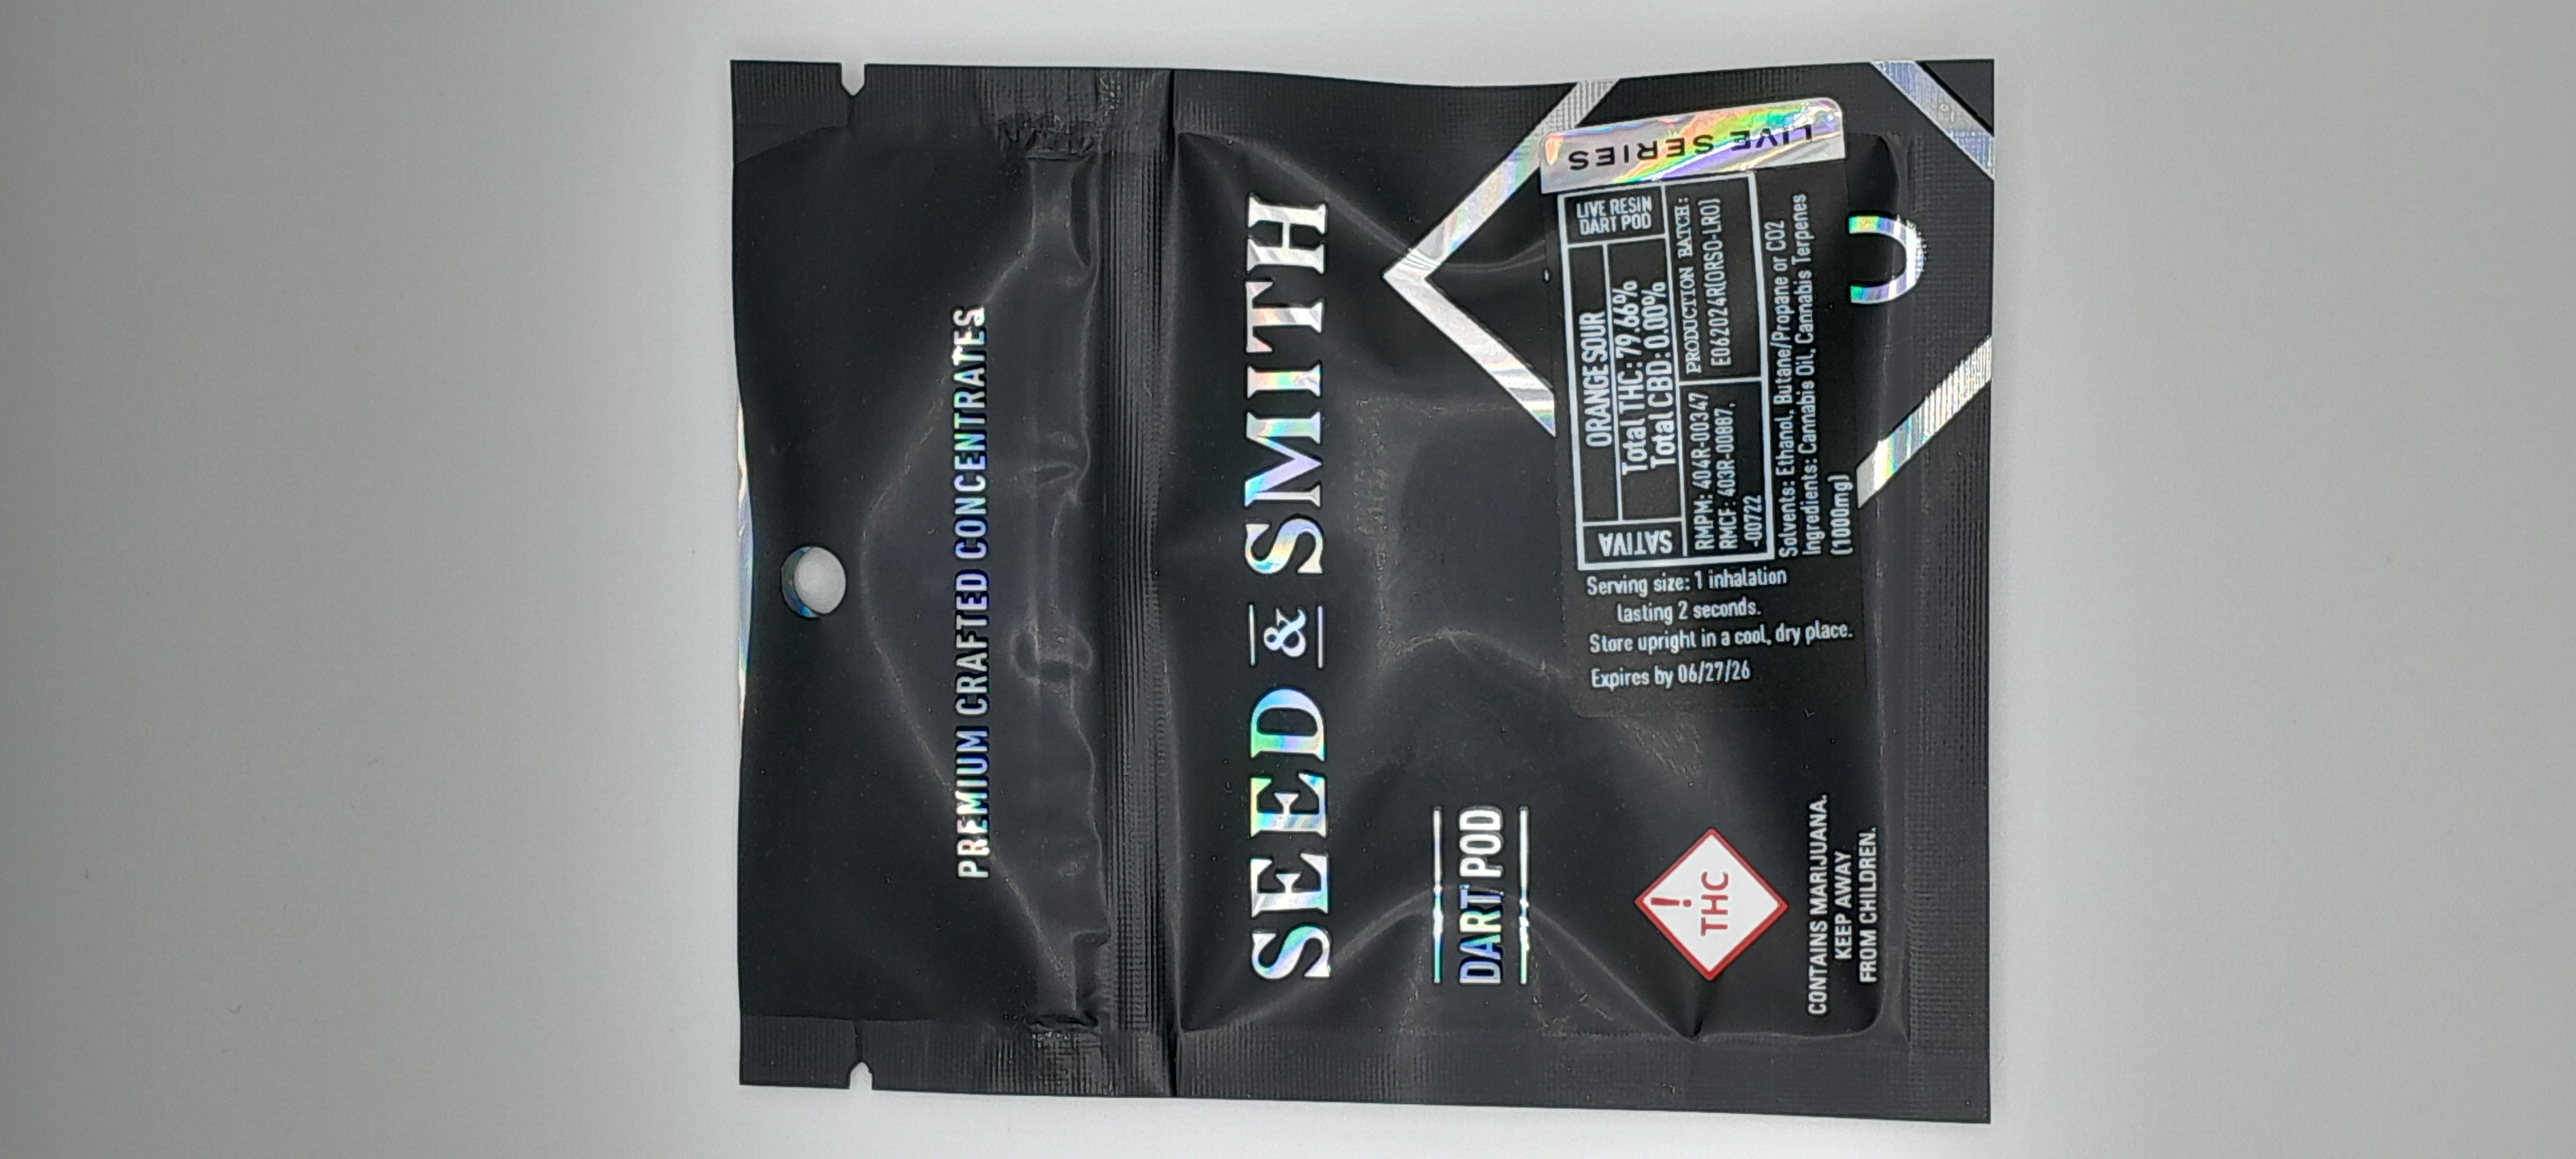 PREMIUM CRAFTED CONCENTRATES
SEED & SMITH
DART POD
LIVE SERIES
SATIVA
ORANGE SOUR
Total THC: 79.66%
Total CBD: 0.00%
LIVE RESIN
DART POD
RMPM: 404R-00347
RMCF: 403R-00887,
-00722
PRODUCTION BATCH:
E062024R(ORSO-LRO)
Solvents: Ethanol, Butane/Propane or CO2
Ingredients: Cannabis Oil, Cannabis Terpenes
(1000mg)
Serving size: 1 inhalation
lasting 2 seconds.
Store upright in a cool, dry place.
Expires by 06/27/26
!
THC
CONTAINS MARIJUANA.
KEEP AWAY
FROM CHILDREN.